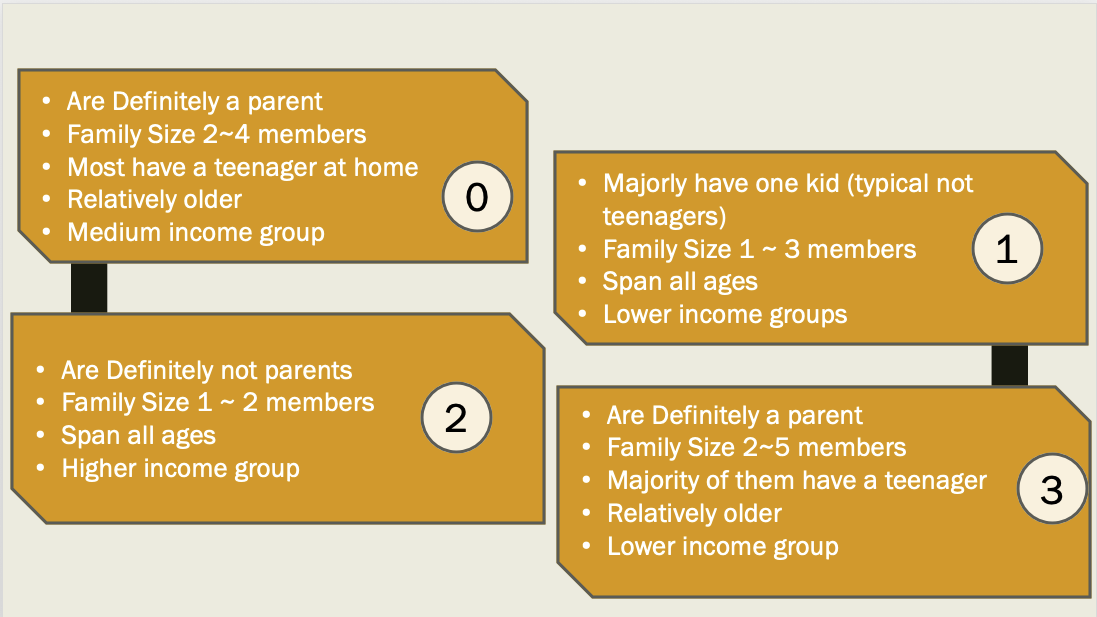 • Are Definitely a parent
• Family Size 2~4 members
• Most have a teenager at home
• Relatively older
• Medium income group
0
• Majorly have one kid (typical not
teenagers)
• Family Size 1 ~ 3 members
• Span all ages
• Lower income groups
1
• Are Definitely not parents
• Family Size 1 ~ 2 members
• Span all ages
• Higher income group
2
• Are Definitely a parent
• Family Size 2~5 members
• Majority of them have a teenager
• Relatively older
• Lower income group
3